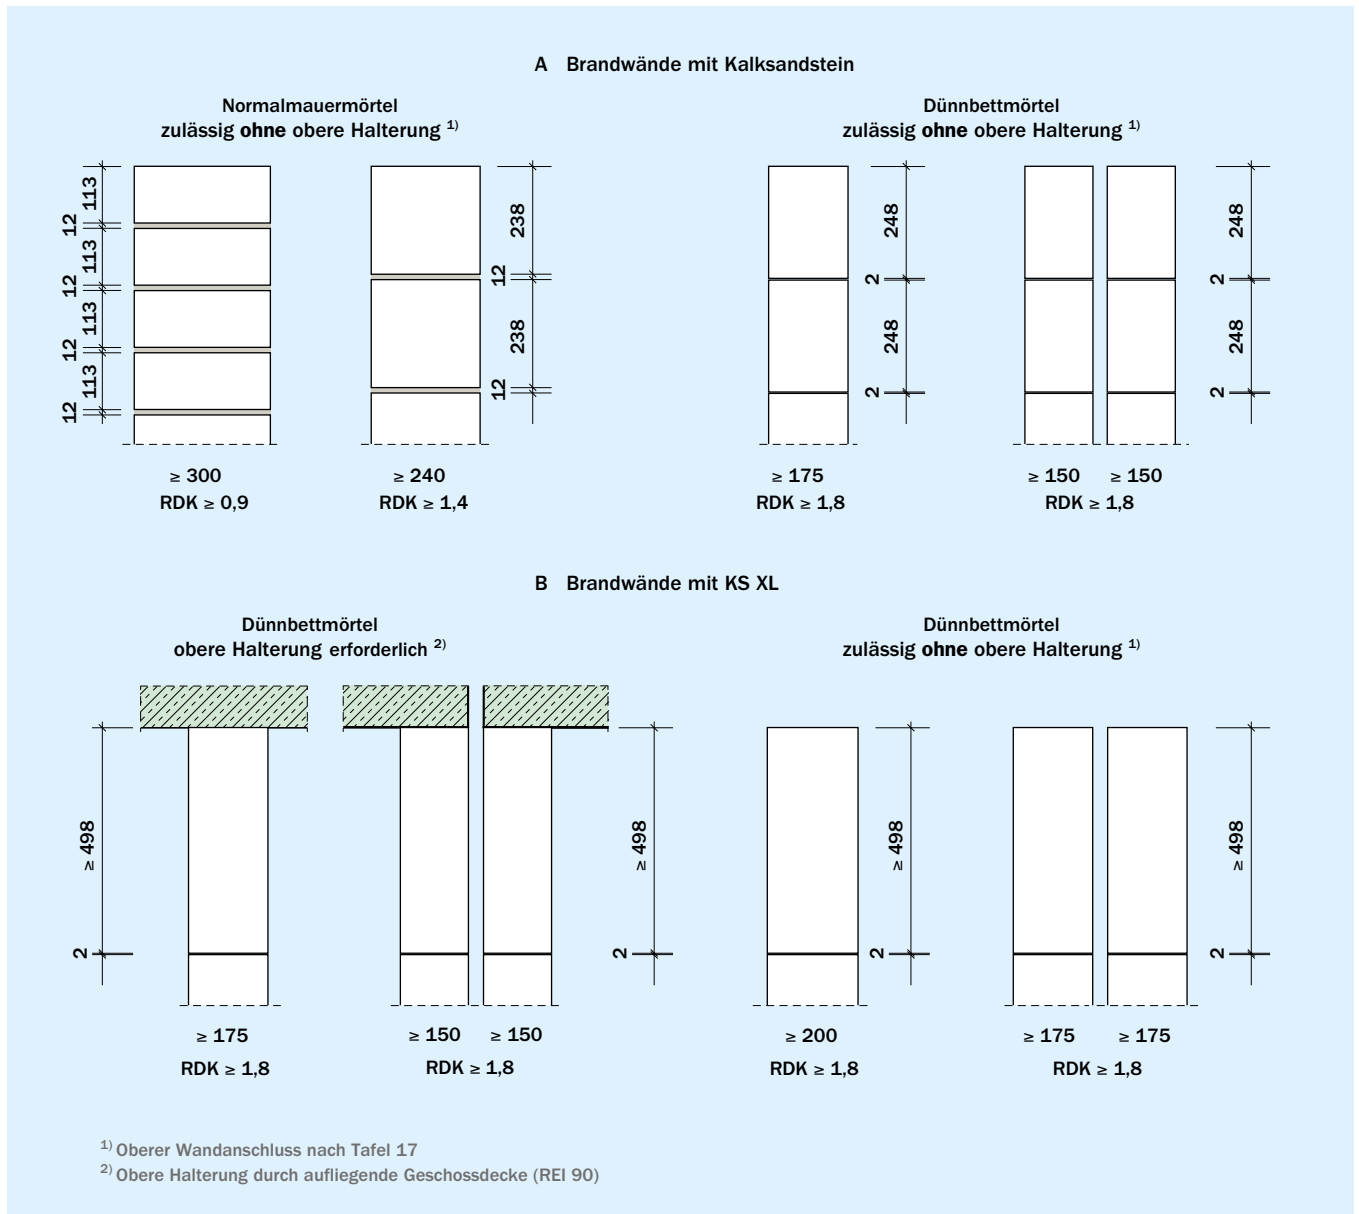 A Brandwände mit Kalksandstein
Normalmauermörtel
zulässig ohne obere Halterung 1)
113
12
113
12
113
12
113
12
≥ 300
RDK ≥ 0,9
238
12
238
12
≥ 240
RDK ≥ 1,4
Dünnbettmörtel
zulässig ohne obere Halterung 1)
248
2
248
2
≥ 175
RDK ≥ 1,8
248
2
248
2
≥ 150 ≥ 150
RDK ≥ 1,8
B Brandwände mit KS XL
Dünnbettmörtel
obere Halterung erforderlich 2)
≥ 498
2
≥ 175
RDK ≥ 1,8
≥ 498
2
≥ 150 ≥ 150
RDK ≥ 1,8
Dünnbettmörtel
zulässig ohne obere Halterung 1)
≥ 498
2
≥ 200
RDK ≥ 1,8
≥ 498
2
≥ 175 ≥ 175
RDK ≥ 1,8
1) Oberer Wandanschluss nach Tafel 17
2) Obere Halterung durch aufliegende Geschossdecke (REI 90)